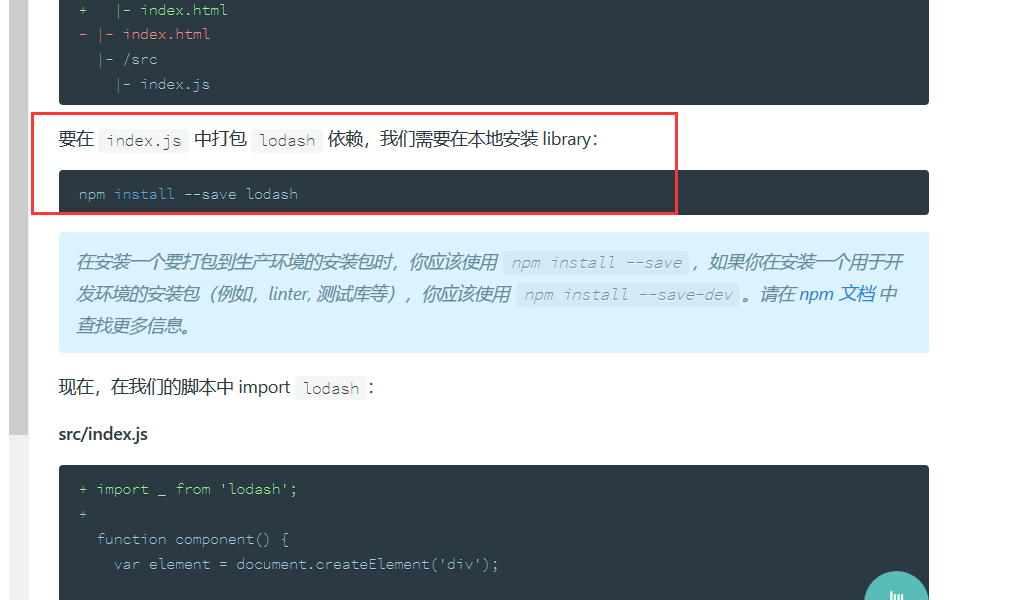 +   |- index.html
- |- index.html
  |- /src
    |- index.js
要在 index.js 中打包 lodash 依赖，我们需要在本地安装 library：
npm install --save lodash
在安装一个要打包到生产环境的安装包时，你应该使用 npm install --save ，如果你在安装一个用于开
发环境的安装包（例如，linter, 测试库等），你应该使用 npm install --save-dev 。请在 npm 文档 中
查找更多信息。
现在，在我们的脚本中 import lodash：
src/index.js
+ import _ from 'lodash';
+
  function component() {
    var element = document.createElement('div');